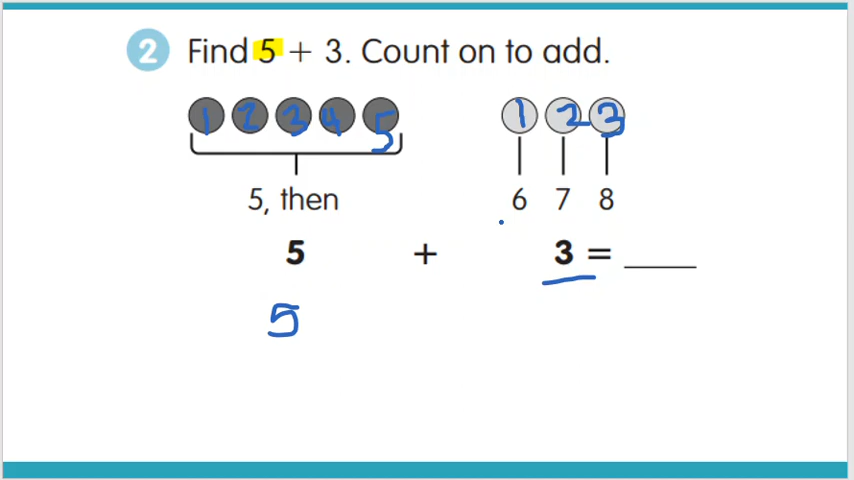 2 Find 5 + 3. Count on to add.
1 2 3 4 5 1 2 3
5, then 6 7 8
5 + 3 = ____
5